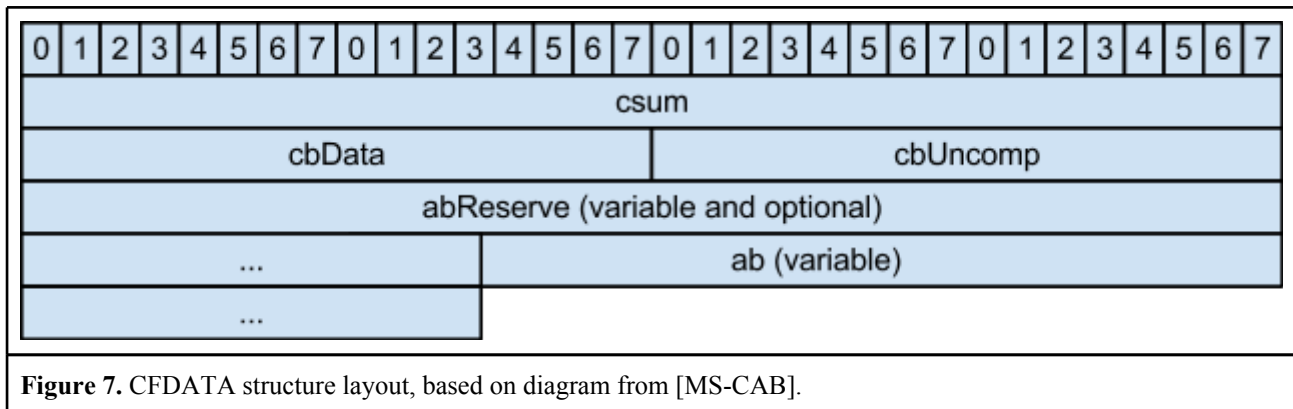 0 1 2 3 4 5 6 7 0 1 2 3 4 5 6 7 0 1 2 3 4 5 6 7 0 1 2 3 4 5 6 7
csum
cbData cbUncomp
abReserve (variable and optional)
... ab (variable)
...
Figure 7. CFDATA structure layout, based on diagram from [MS-CAB].